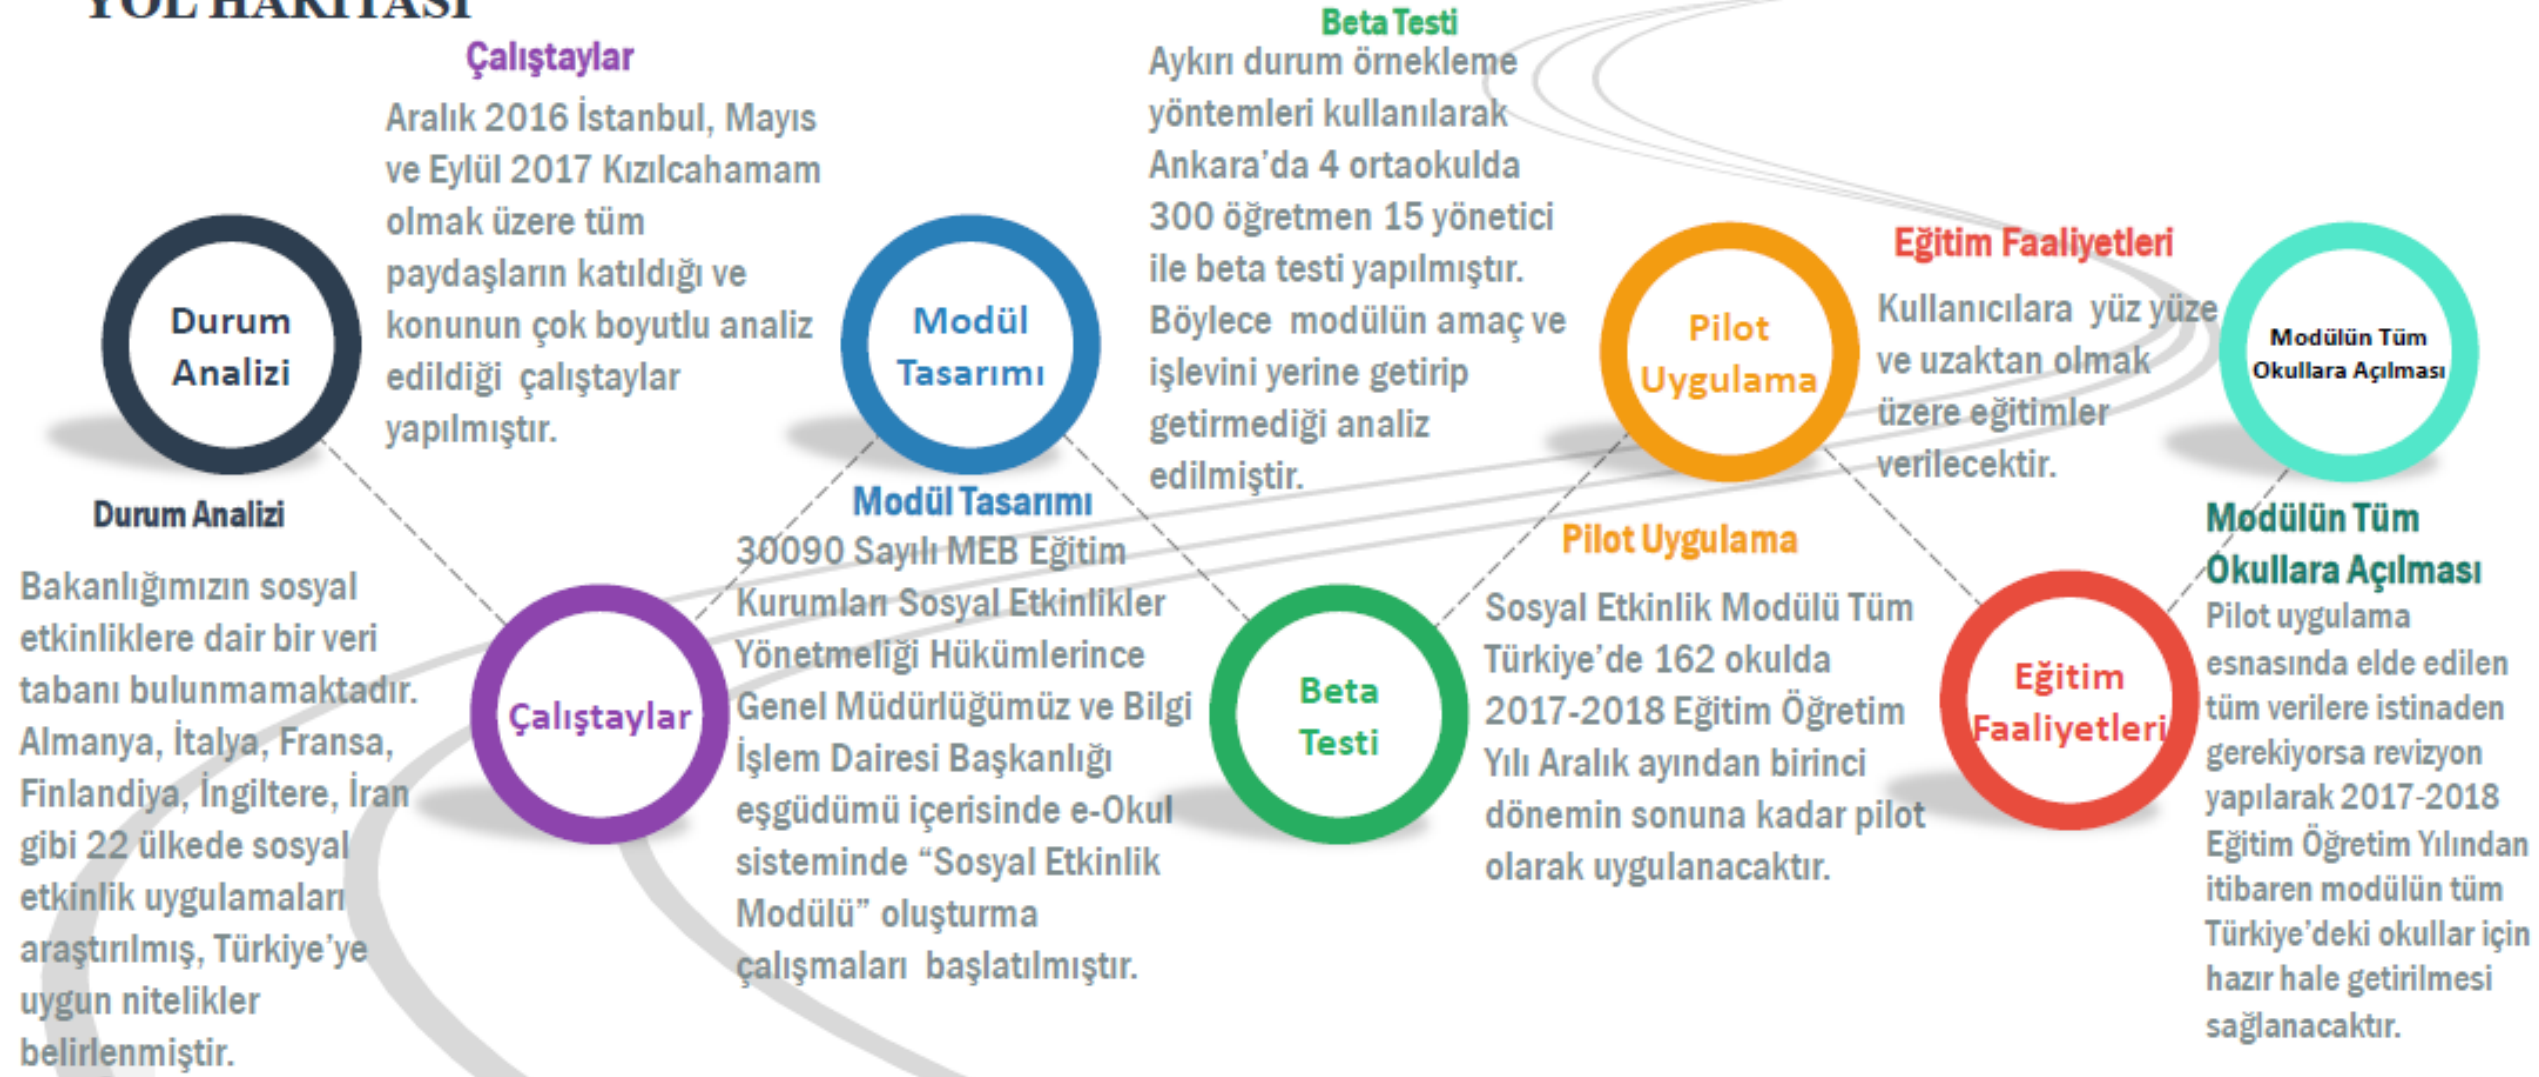 YOL HARİTASI
Durum
Analizi
Durum Analizi
Bakanlığımızın sosyal
etkinliklere dair bir veri
tabanı bulunmamaktadır.
Almanya, İtalya, Fransa,
Finlandiya, İngiltere, İran
gibi 22 ülkede sosyal
etkinlik uygulamaları
araştırılmış, Türkiye’ye
uygun nitelikler
belirlenmiştir.
Çalıştaylar
Aralık 2016 İstanbul, Mayıs
ve Eylül 2017 Kızılcahamam
olmak üzere tüm
paydaşların katıldığı ve
konunun çok boyutlu analiz
edildiği çalıştaylar
yapılmıştır.
Çalıştaylar
Modül
Tasarımı
Modül Tasarımı
30090 Sayılı MEB Eğitim
Kurumları Sosyal Etkinlikler
Yönetmeliği Hükümlerince
Genel Müdürlüğümüz ve Bilgi
İşlem Dairesi Başkanlığı
eşgüdümü içerisinde e-Okul
sisteminde “Sosyal Etkinlik
Modülü” oluşturma
çalışmaları başlatılmıştır.
Beta Testi
Aykırı durum örnekleme
yöntemleri kullanılarak
Ankara’da 4 ortaokulda
300 öğretmen 15 yönetici
ile beta testi yapılmıştır.
Böylece modülün amaç ve
işlevini yerine getirip
getirmediği analiz
edilmiştir.
Beta
Testi
Pilot
Uygulama
Pilot Uygulama
Sosyal Etkinlik Modülü Tüm
Türkiye’de 162 okulda
2017-2018 Eğitim Öğretim
Yılı Aralık ayından birinci
dönemin sonuna kadar pilot
olarak uygulanacaktır.
Eğitim Faaliyetleri
Kullanıcılara yüz yüze
ve uzaktan olmak
üzere eğitimler
verilecektir.
Eğitim
Faaliyetleri
Modülün Tüm
Okullara Açılması
Modülün Tüm
Okullara Açılması
Pilot uygulama
esnasında elde edilen
tüm verilere istinaden
gerekiyorsa revizyon
yapılarak 2017-2018
Eğitim Öğretim Yılından
itibaren modülün tüm
Türkiye’deki okullar için
hazır hale getirilmesi
sağlanacaktır.